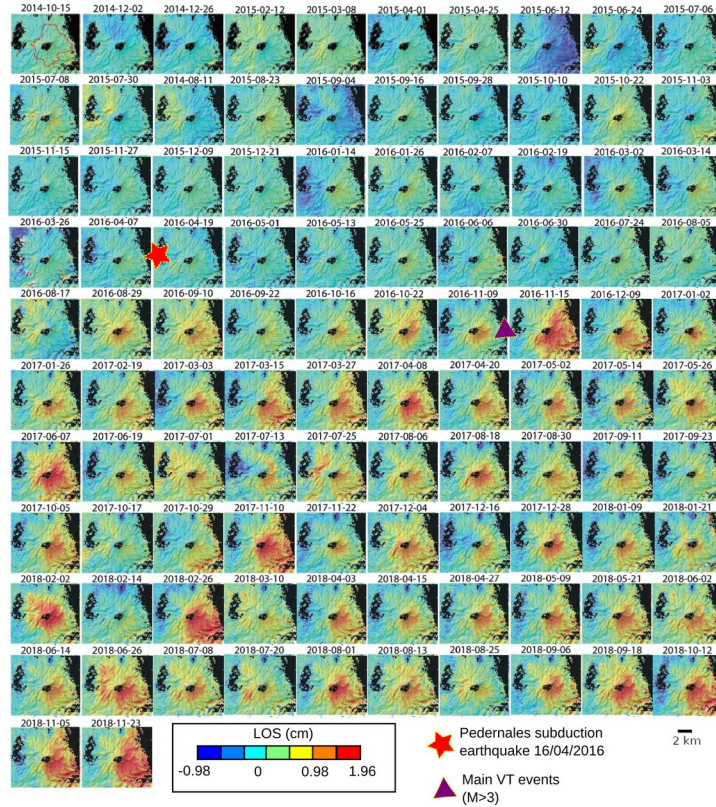 2014-10-15 2014-12-02 2014-12-26 2015-02-12 2015-03-08 2015-04-01 2015-04-25 2015-06-12 2015-06-24 2015-07-06
2015-07-08 2015-07-30 2014-08-11 2015-08-23 2015-09-04 2015-09-16 2015-09-28 2015-10-10 2015-10-22 2015-11-03
2015-11-15 2015-11-27 2015-12-09 2015-12-21 2016-01-14 2016-01-26 2016-02-07 2016-02-19 2016-03-02 2016-03-14
2016-03-26 2016-04-07 2016-04-19 2016-05-01 2016-05-13 2016-05-25 2016-06-06 2016-06-30 2016-07-24 2016-08-05
2016-08-17 2016-08-29 2016-09-10 2016-09-22 2016-10-16 2016-10-22 2016-11-09 2016-11-15 2016-12-09 2017-01-02
2017-01-26 2017-02-19 2017-03-03 2017-03-15 2017-03-27 2017-04-08 2017-04-20 2017-05-02 2017-05-14 2017-05-26
2017-06-07 2017-06-19 2017-07-01 2017-07-13 2017-07-25 2017-08-06 2017-08-18 2017-08-30 2017-09-11 2017-09-23
2017-10-05 2017-10-17 2017-10-29 2017-11-10 2017-11-22 2017-12-04 2017-12-16 2017-12-28 2018-01-09 2018-01-21
2018-02-02 2018-02-14 2018-02-26 2018-03-10 2018-04-03 2018-04-15 2018-04-27 2018-05-09 2018-05-21 2018-06-02
2018-06-14 2018-06-26 2018-07-08 2018-07-20 2018-08-01 2018-08-13 2018-08-25 2018-09-06 2018-09-18 2018-10-12
2018-11-05 2018-11-23
LOS (cm)
-0.98 0 0.98 1.96
Pedernales subduction
earthquake 16/04/2016
Main VT events
(M>3)
2 km